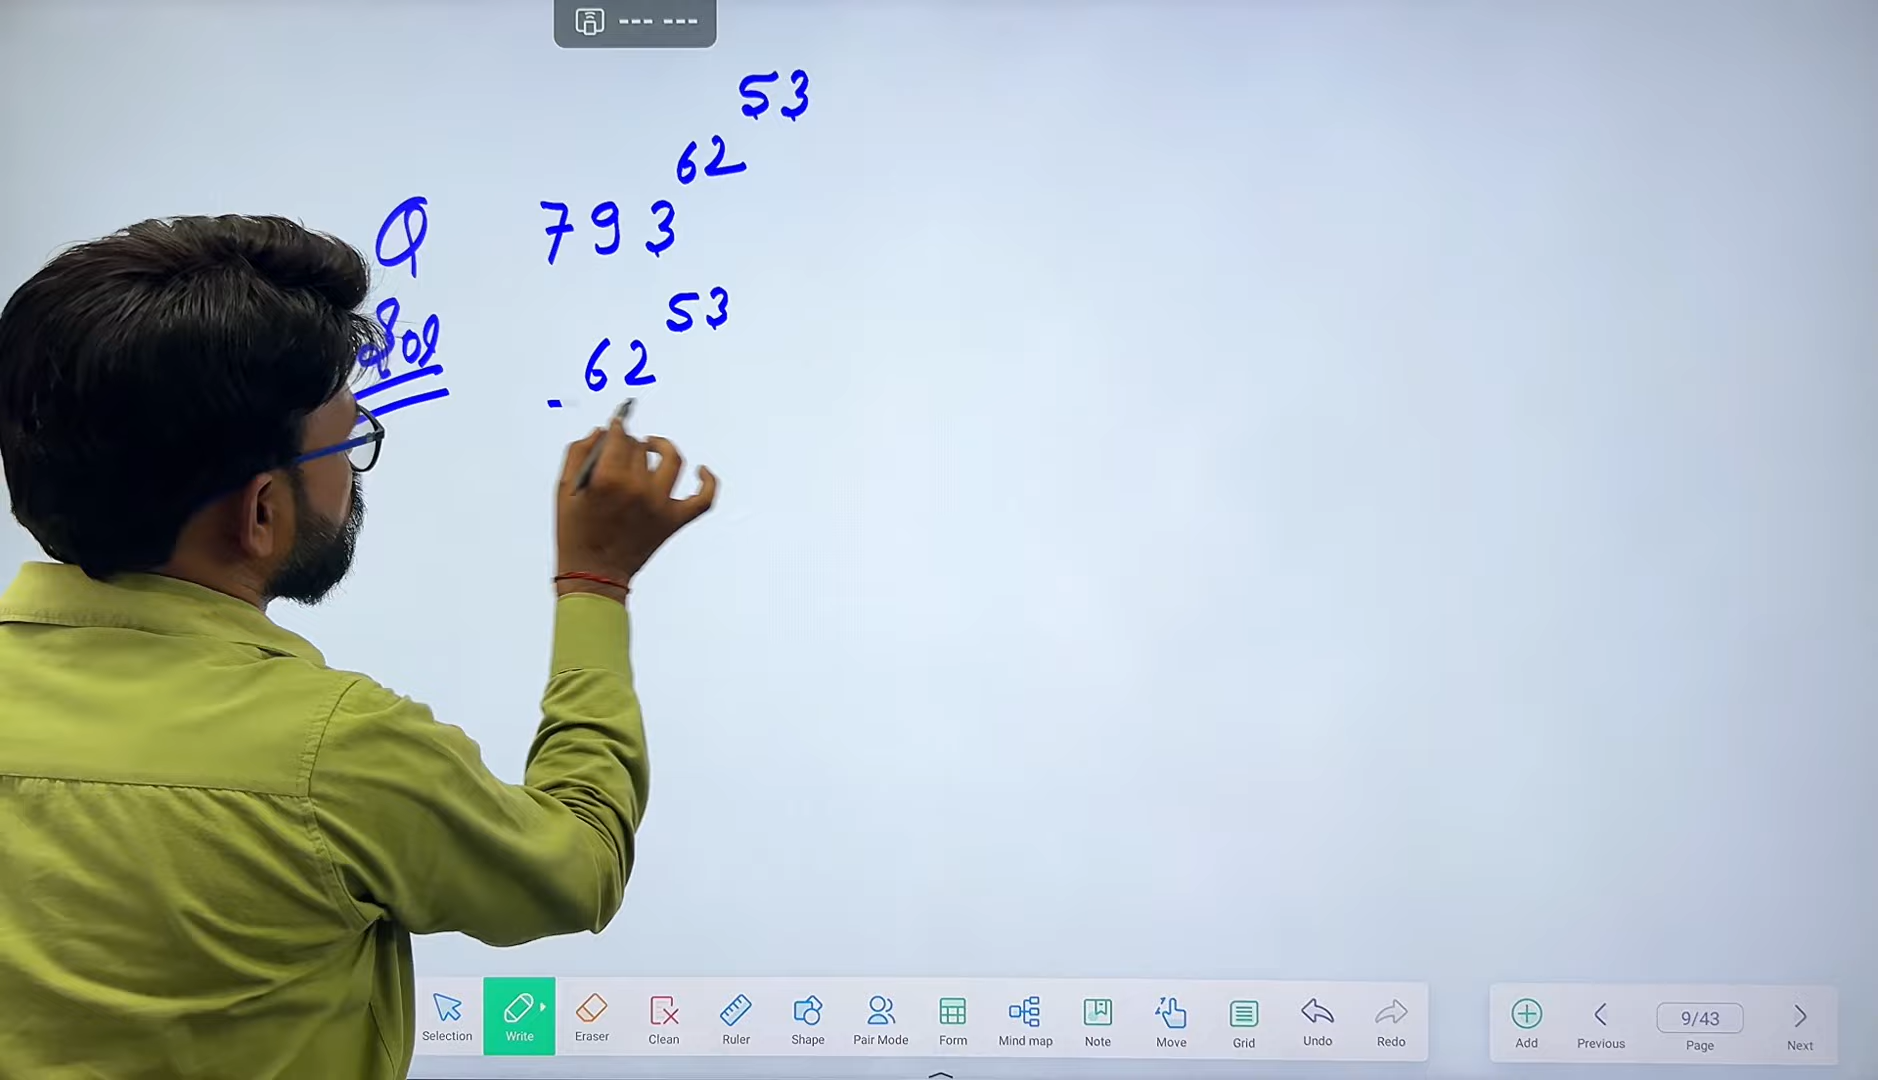 --- ---
53
62
Q 793
53
Sol 62
Selection Write Eraser Clean Ruler Shape Pair Mode Form Mind map Note Move Grid Undo Redo Add Previous 9/43 Page Next